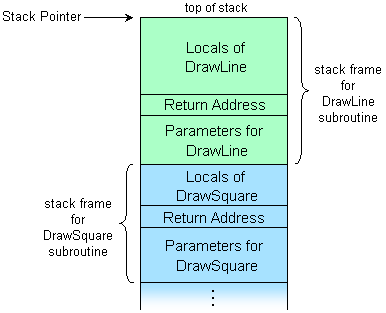 top of stack
Stack Pointer
Locals of
DrawLine
Return Address
Parameters for
DrawLine
stack frame
for
DrawLine
subroutine
Locals of
DrawSquare
Return Address
Parameters for
DrawSquare
stack frame
for
DrawSquare
subroutine
⋮